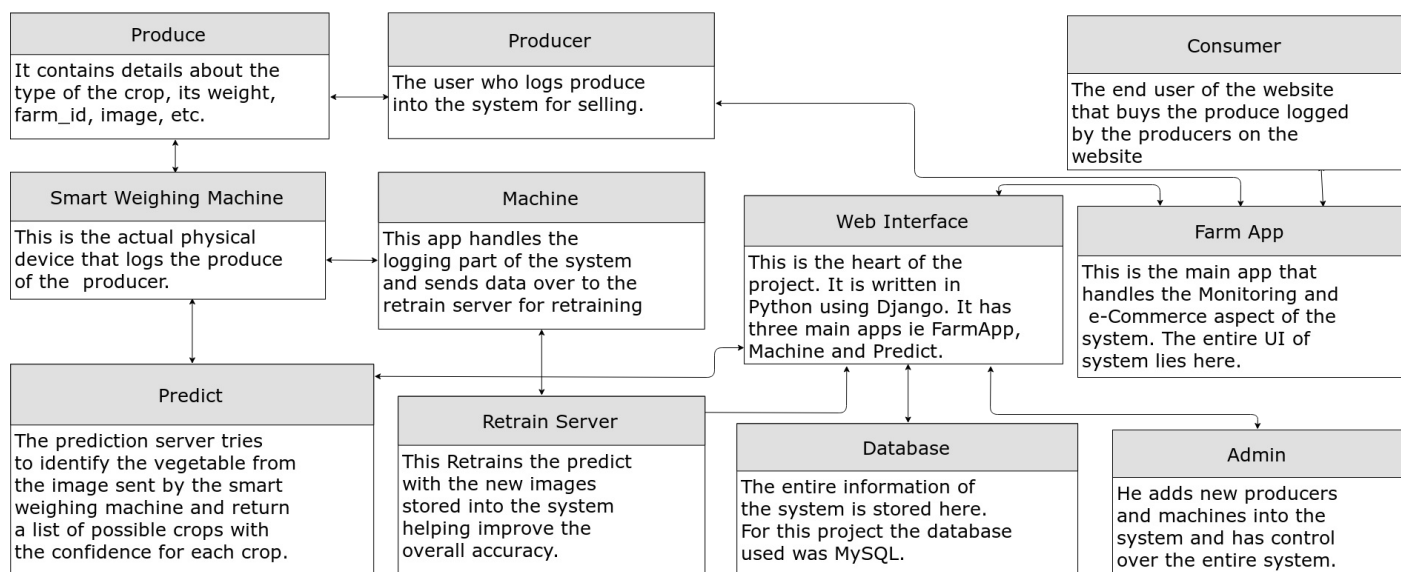 Produce
It contains details about the
type of the crop, its weight,
farm_id, image, etc.
Producer
The user who logs produce
into the system for selling.
Consumer
The end user of the website
that buys the produce logged
by the producers on the
website
Smart Weighing Machine
This is the actual physical
device that logs the produce
of the producer.
Machine
This app handles the
logging part of the system
and sends data over to the
retrain server for retraining
Web Interface
This is the heart of the
project. It is written in
Python using Django. It has
three main apps ie FarmApp,
Machine and Predict.
Farm App
This is the main app that
handles the Monitoring and
e-Commerce aspect of the
system. The entire UI of
system lies here.
Predict
The prediction server tries
to identify the vegetable from
the image sent by the smart
weighing machine and return
a list of possible crops with
the confidence for each crop.
Retrain Server
This Retrains the predict
with the new images
stored into the system
helping improve the
overall accuracy.
Database
The entire information of
the system is stored here.
For this project the database
used was MySQL.
Admin
He adds new producers
and machines into the
system and has control
over the entire system.